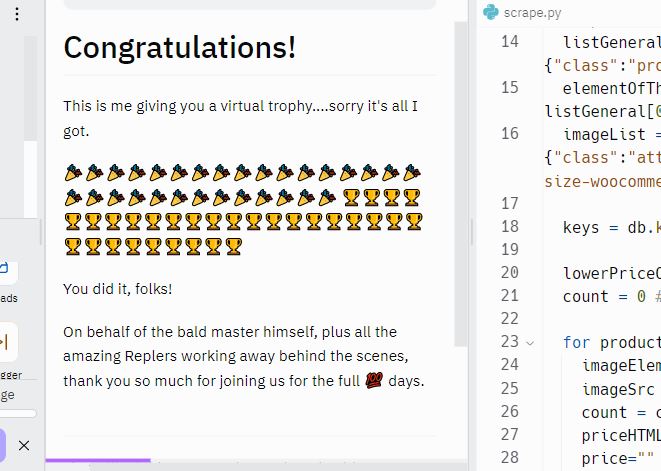 Congratulations!
This is me giving you a virtual trophy....sorry it's all I
got.
You did it, folks!
On behalf of the bald master himself, plus all the
amazing Replers working away behind the scenes,
thank you so much for joining us for the full 💯 days.
ads
gger
ge
scrape.py
14 listGeneral
{"class":"pro
15 elementOfTh
listGeneral[0
16 imageList =
{"class":"att
size-woocomme
17
18 keys = db.k
19
20 lowerPriceO
21 count = 0 #
22
23 for product
24 imageElem
25 imageSrc
26 count = c
27 priceHTML
28 price=""